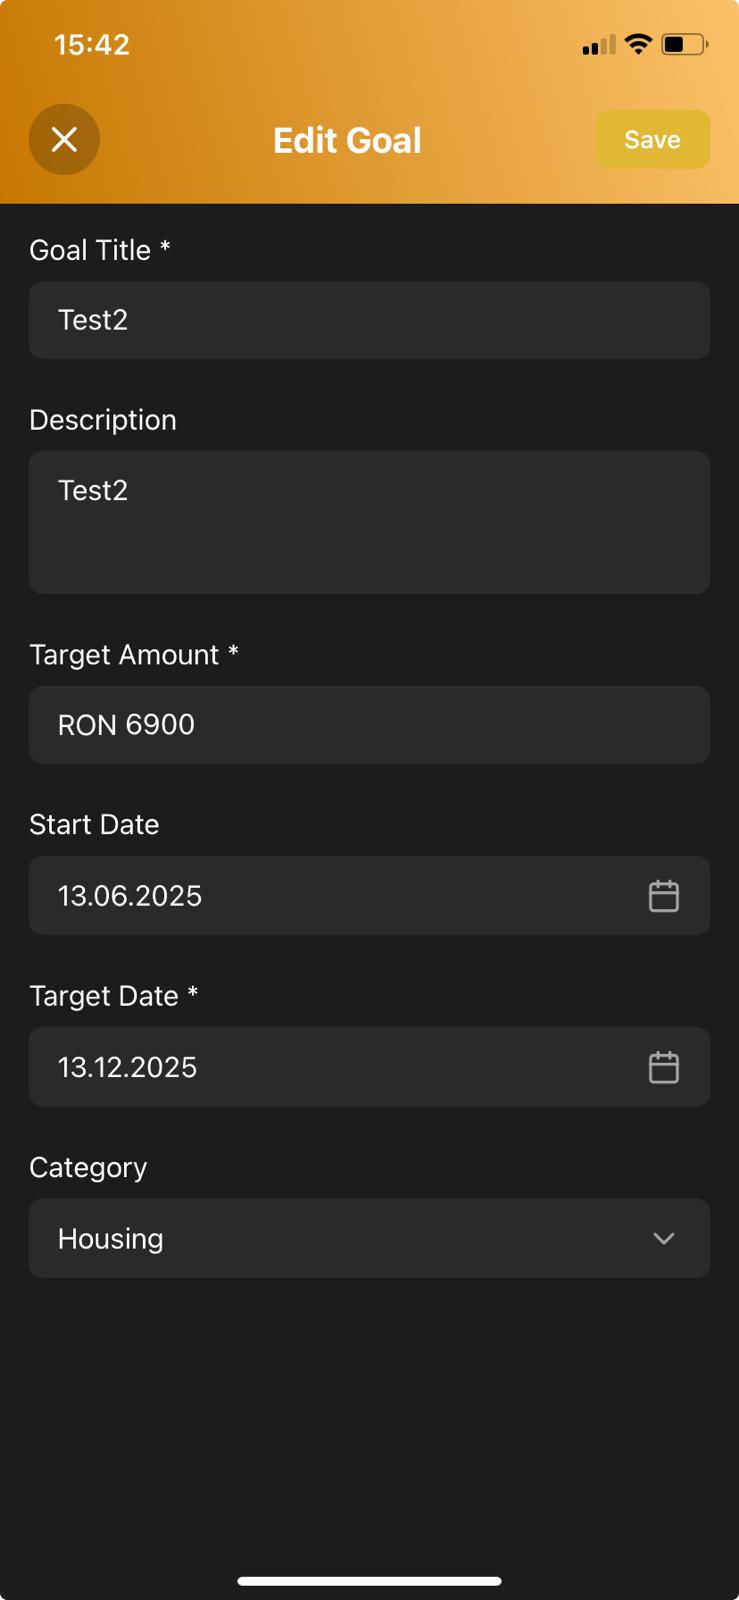 15:42
Edit Goal
Save
Goal Title *
Test2
Description
Test2
Target Amount *
RON 6900
Start Date
13.06.2025
Target Date *
13.12.2025
Category
Housing